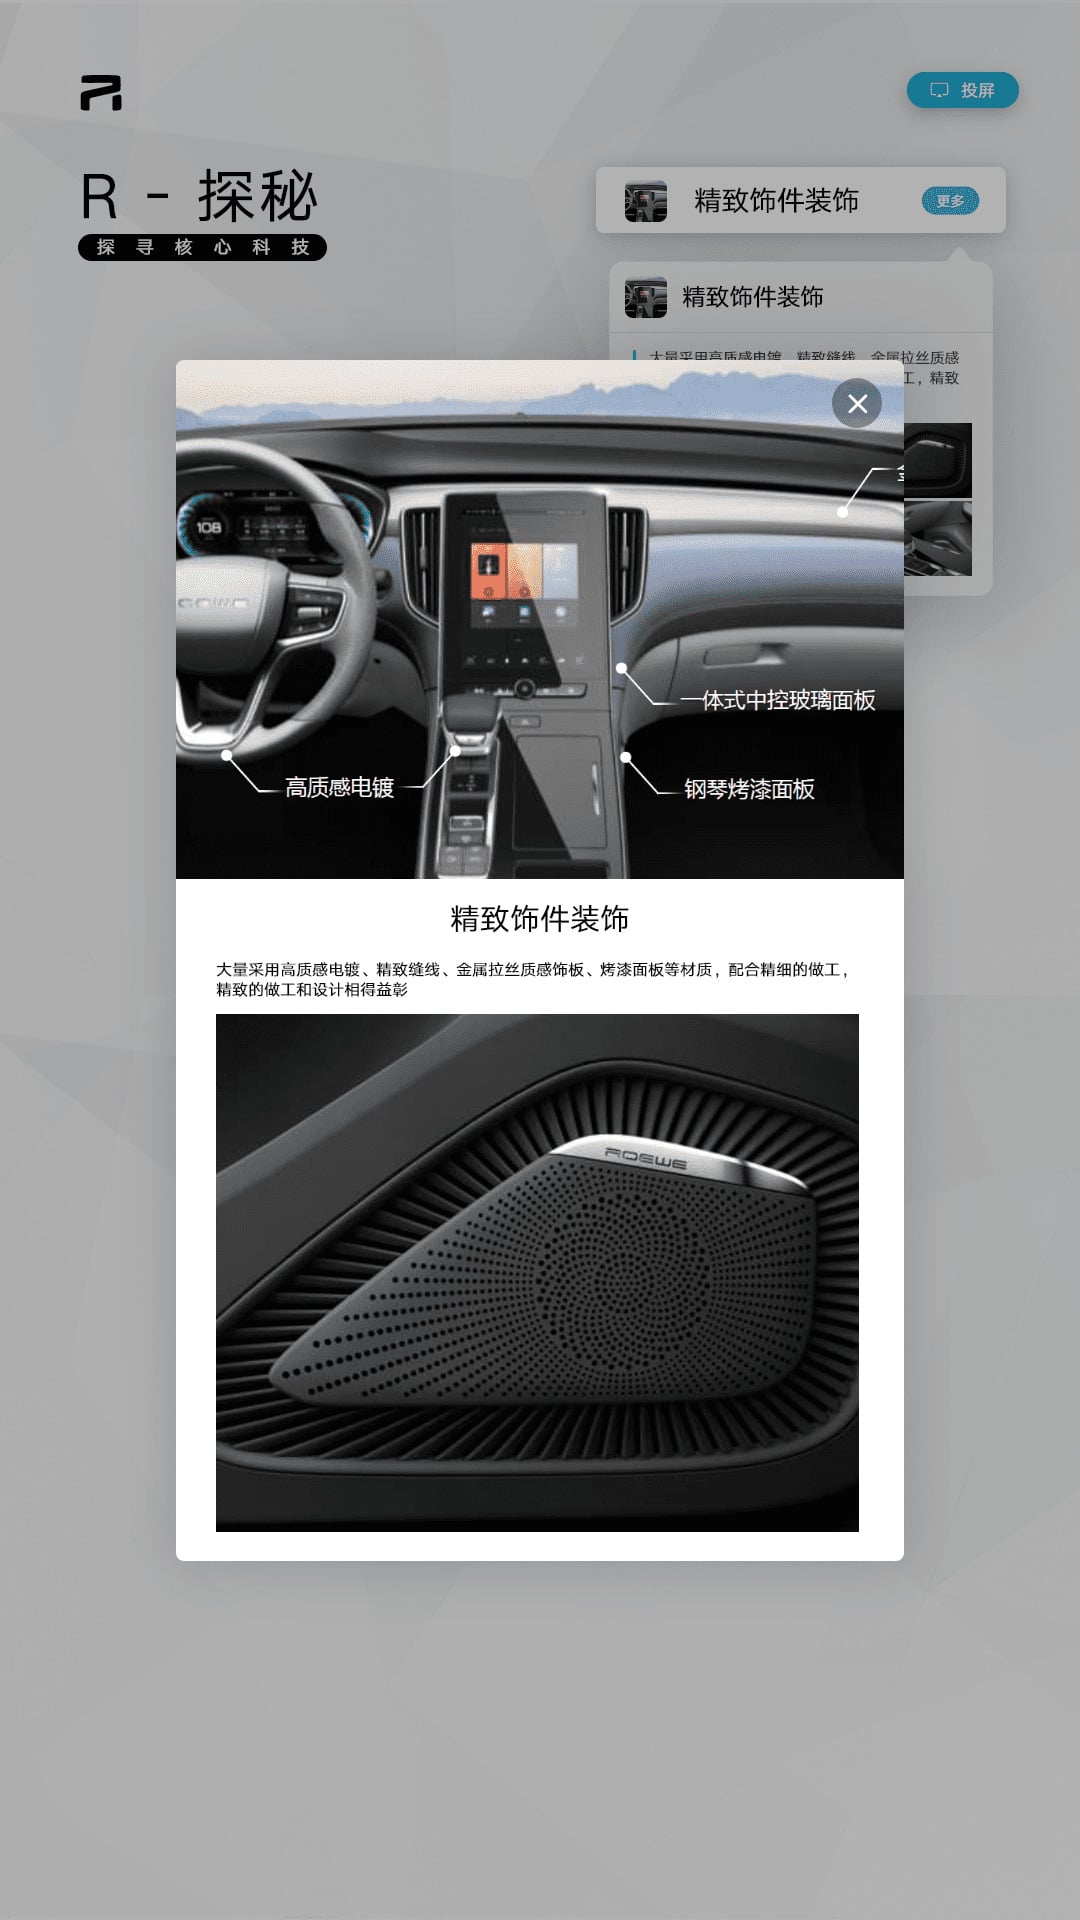 投屏
R - 探秘
探寻核心科技
精致饰件装饰
更多
精致饰件装饰
大量采用高质感电镀、精致缝线、金属拉丝质感
工，精致
108
一体式中控玻璃面板
高质感电镀
钢琴烤漆面板
精致饰件装饰
大量采用高质感电镀、精致缝线、金属拉丝质感饰板、烤漆面板等材质，配合精细的做工，
精致的做工和设计相得益彰
ROEWE